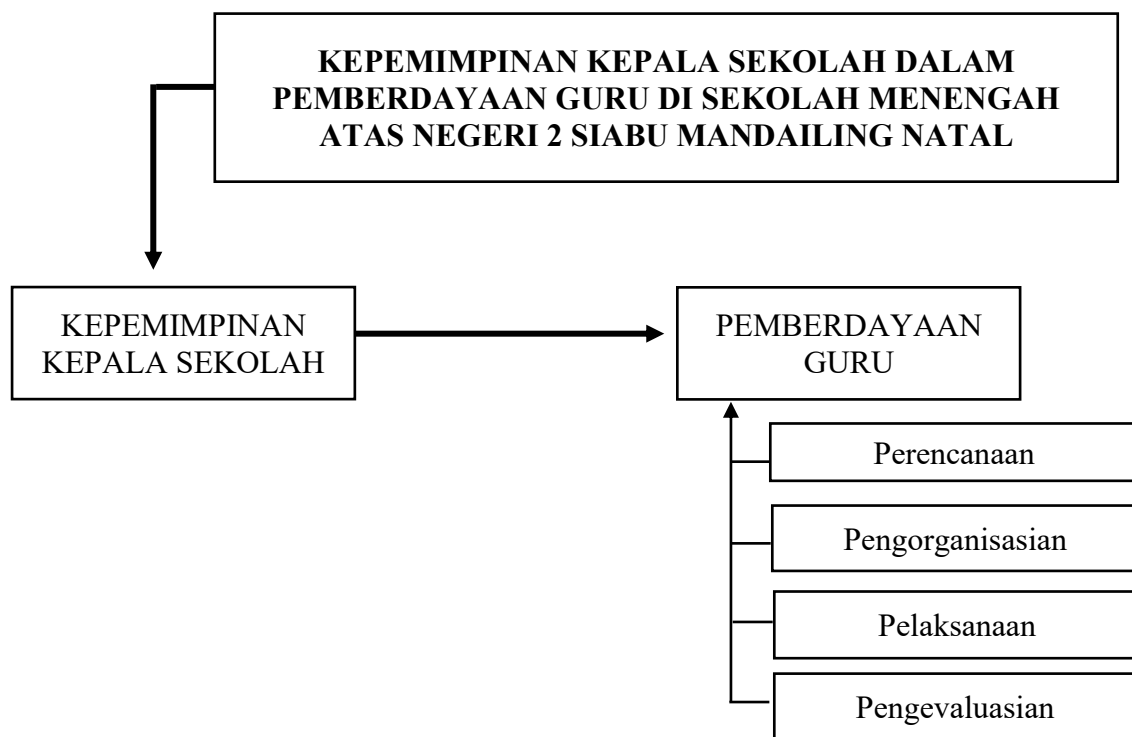 KEPEMIMPINAN KEPALA SEKOLAH DALAM
PEMBERDAYAAN GURU DI SEKOLAH MENENGAH
ATAS NEGERI 2 SIABU MANDAILING NATAL
KEPEMIMPINAN
KEPALA SEKOLAH
PEMBERDAYAAN
GURU
Perencanaan
Pengorganisasian
Pelaksanaan
Pengevaluasian